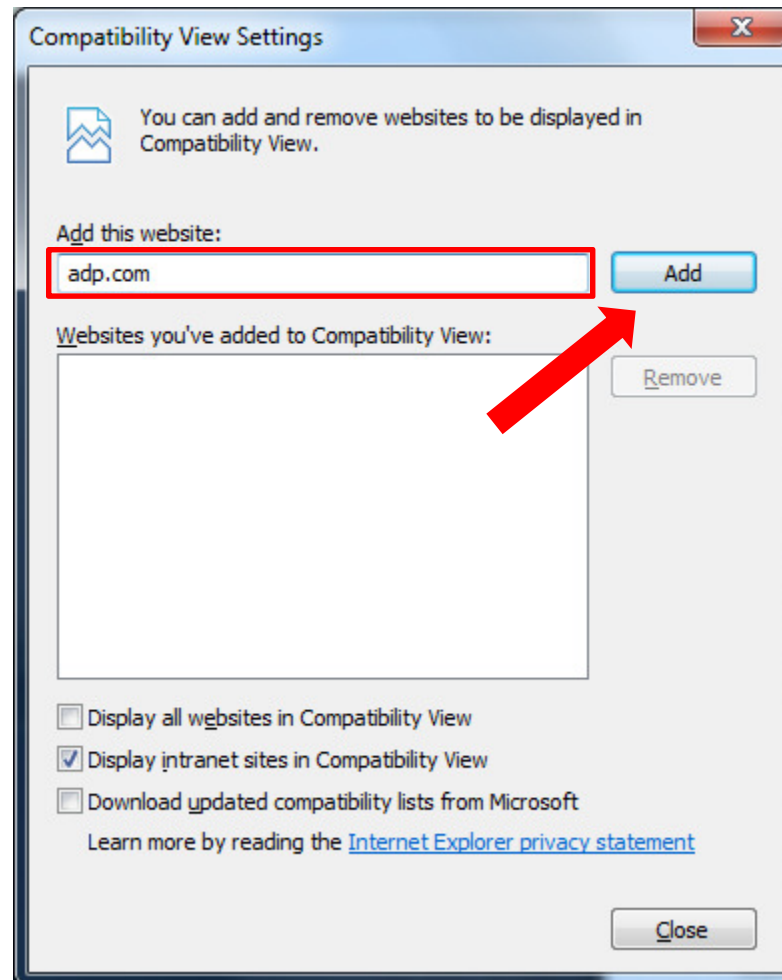 Compatibility View Settings
You can add and remove websites to be displayed in
Compatibility View.
Add this website:
adp.com
Add
Websites you've added to Compatibility View:
Remove
Display all websites in Compatibility View
Display intranet sites in Compatibility View
Download updated compatibility lists from Microsoft
Learn more by reading the Internet Explorer privacy statement
Close